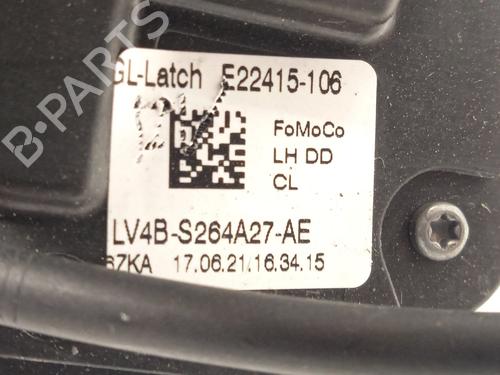 B-PARTS
GL-Latch E22415-106
FoMoCo
LH DD
CL
LV4B-S264A27-AE
17.06.21,16.34.15